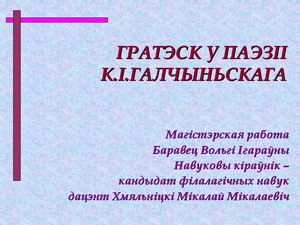 ГРАТЭСК У ПАЭЗІІ
К.І.ГАЛЧЫНЬСКАГА
Магістэрская работа
Баравец Вольгі Ігараўны
Навуковы кіраўнік –
кандыдат філалагічных навук
дацэнт Хмяльніцкі Мікалай Мікалаевіч